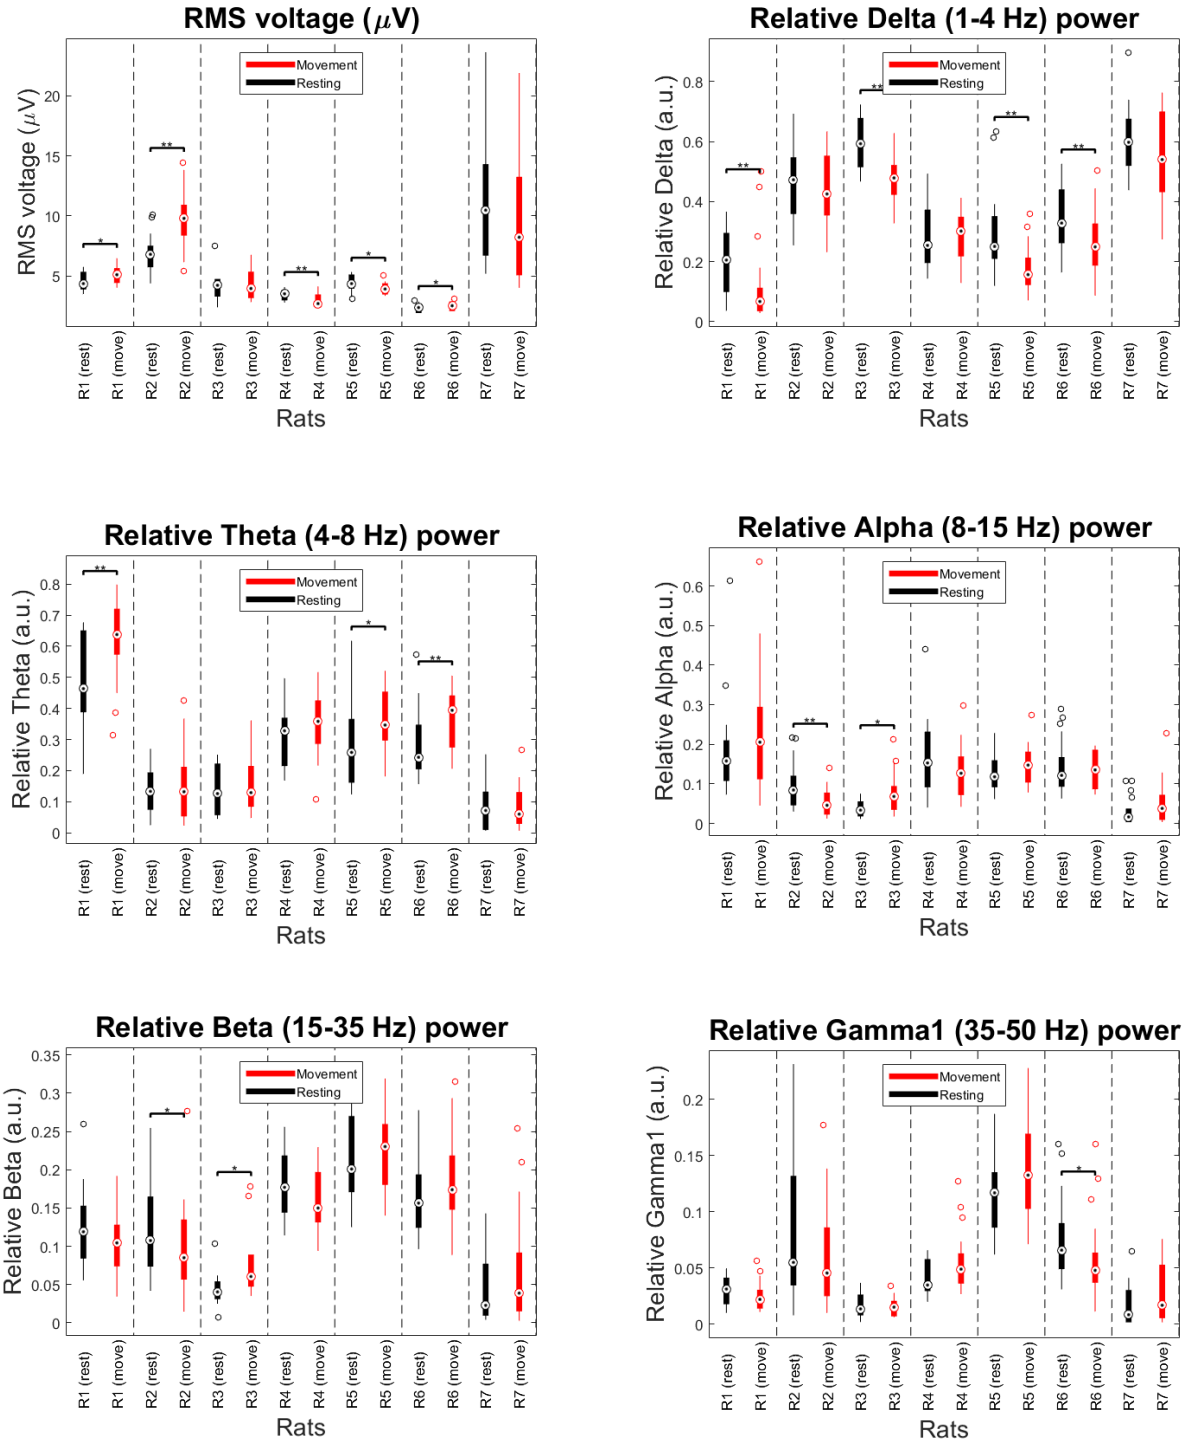 RMS voltage (μV)
RMS voltage (μV)
20
15
10
5
Movement
Resting
*
**
**
*
*
R1 (rest)
R1 (move)
R2 (rest)
R2 (move)
R3 (rest)
R3 (move)
R4 (rest)
R4 (move)
R5 (rest)
R5 (move)
R6 (rest)
R6 (move)
R7 (rest)
R7 (move)
Rats
Relative Delta (1-4 Hz) power
Relative Delta (a.u.)
0.8
0.6
0.4
0.2
0
Movement
Resting
**
**
**
**
R1 (rest)
R1 (move)
R2 (rest)
R2 (move)
R3 (rest)
R3 (move)
R4 (rest)
R4 (move)
R5 (rest)
R5 (move)
R6 (rest)
R6 (move)
R7 (rest)
R7 (move)
Rats
Relative Theta (4-8 Hz) power
Relative Theta (a.u.)
0.8
0.7
0.6
0.5
0.4
0.3
0.2
0.1
0
Movement
Resting
**
*
**
R1 (rest)
R1 (move)
R2 (rest)
R2 (move)
R3 (rest)
R3 (move)
R4 (rest)
R4 (move)
R5 (rest)
R5 (move)
R6 (rest)
R6 (move)
R7 (rest)
R7 (move)
Rats
Relative Alpha (8-15 Hz) power
Relative Alpha (a.u.)
0.6
0.5
0.4
0.3
0.2
0.1
0
Movement
Resting
**
*
R1 (rest)
R1 (move)
R2 (rest)
R2 (move)
R3 (rest)
R3 (move)
R4 (rest)
R4 (move)
R5 (rest)
R5 (move)
R6 (rest)
R6 (move)
R7 (rest)
R7 (move)
Rats
Relative Beta (15-35 Hz) power
Relative Beta (a.u.)
0.35
0.3
0.25
0.2
0.15
0.1
0.05
0
Movement
Resting
*
*
R1 (rest)
R1 (move)
R2 (rest)
R2 (move)
R3 (rest)
R3 (move)
R4 (rest)
R4 (move)
R5 (rest)
R5 (move)
R6 (rest)
R6 (move)
R7 (rest)
R7 (move)
Rats
Relative Gamma1 (35-50 Hz) power
Relative Gamma1 (a.u.)
0.2
0.15
0.1
0.05
0
Movement
Resting
*
R1 (rest)
R1 (move)
R2 (rest)
R2 (move)
R3 (rest)
R3 (move)
R4 (rest)
R4 (move)
R5 (rest)
R5 (move)
R6 (rest)
R6 (move)
R7 (rest)
R7 (move)
Rats